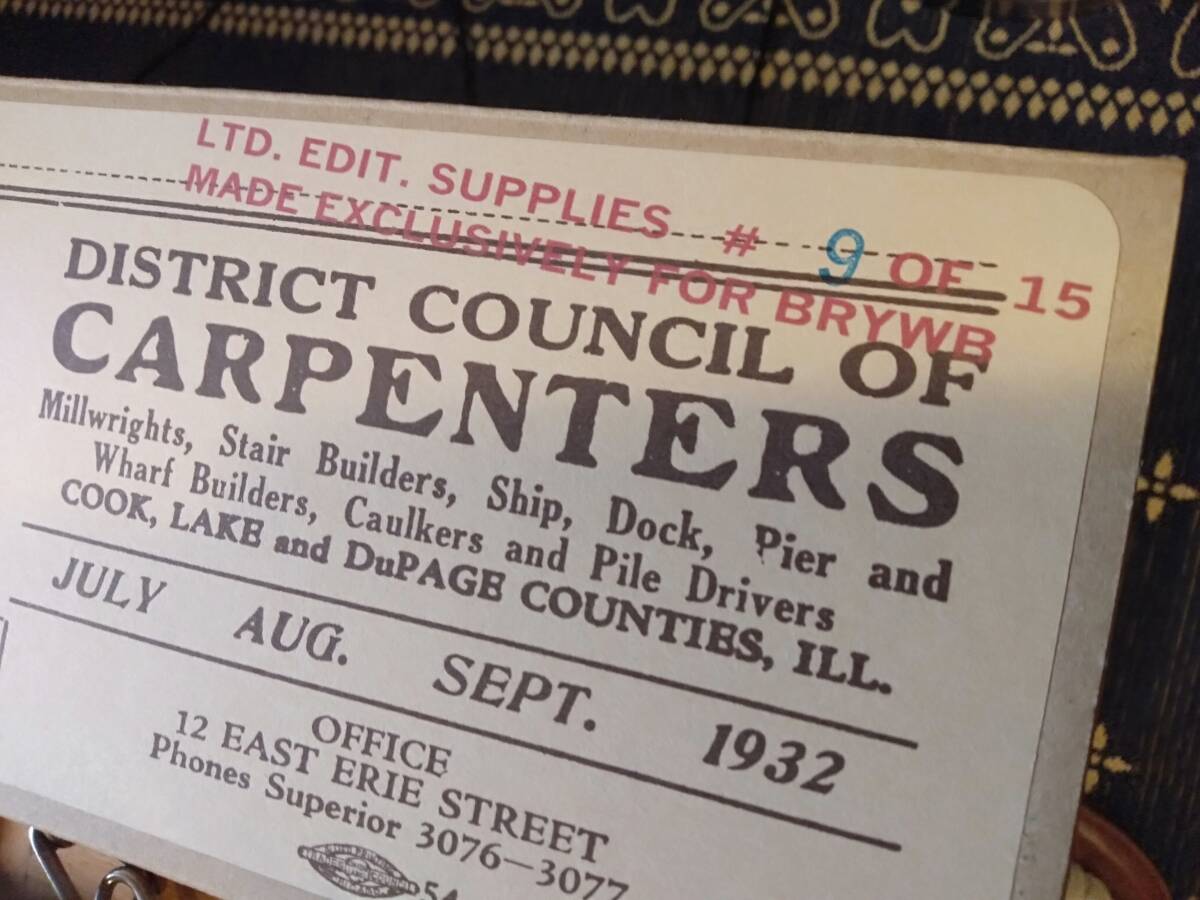 LTD. EDIT. SUPPLIES # 9 OF 15
MADE EXCLUSIVELY FOR BRYWB
DISTRICT COUNCIL OF
CARPENTERS
Millwrights, Stair Builders, Ship, Dock, Pier and
Wharf Builders, Caulkers and Pile Drivers
COOK, LAKE and DuPAGE COUNTIES, ILL.
JULY AUG. SEPT. 1932
OFFICE
12 EAST ERIE STREET
Phones Superior 3076—3077